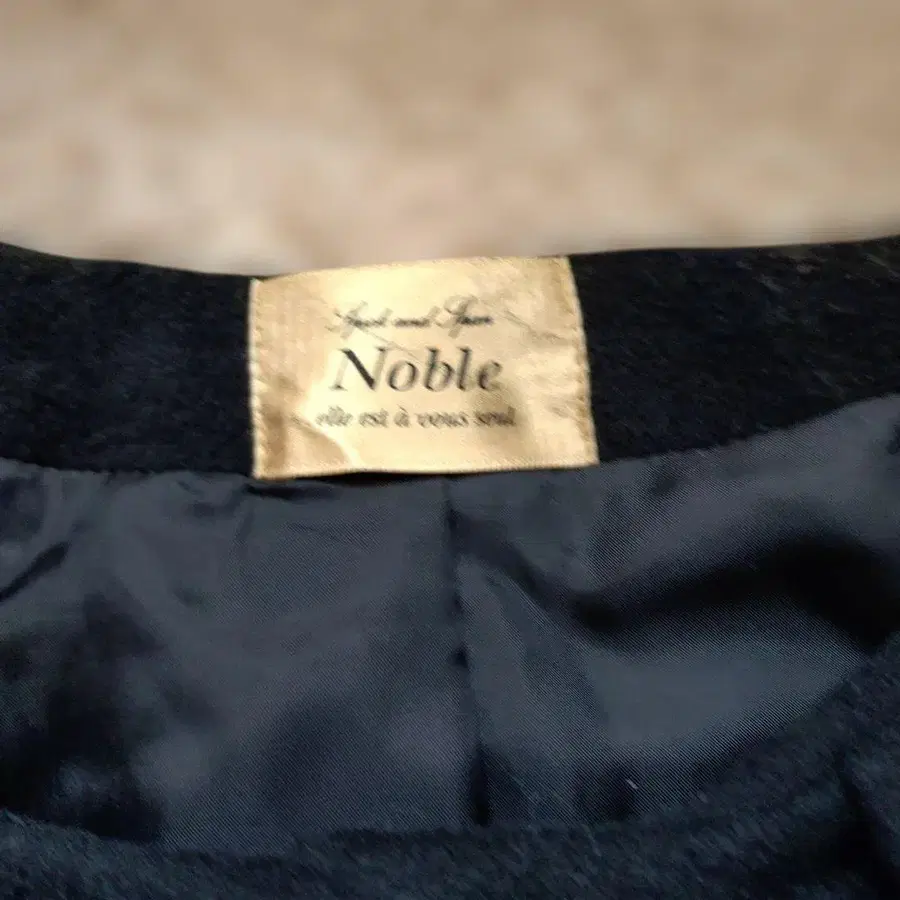 Spick and Span
Noble
elle est à vous seul